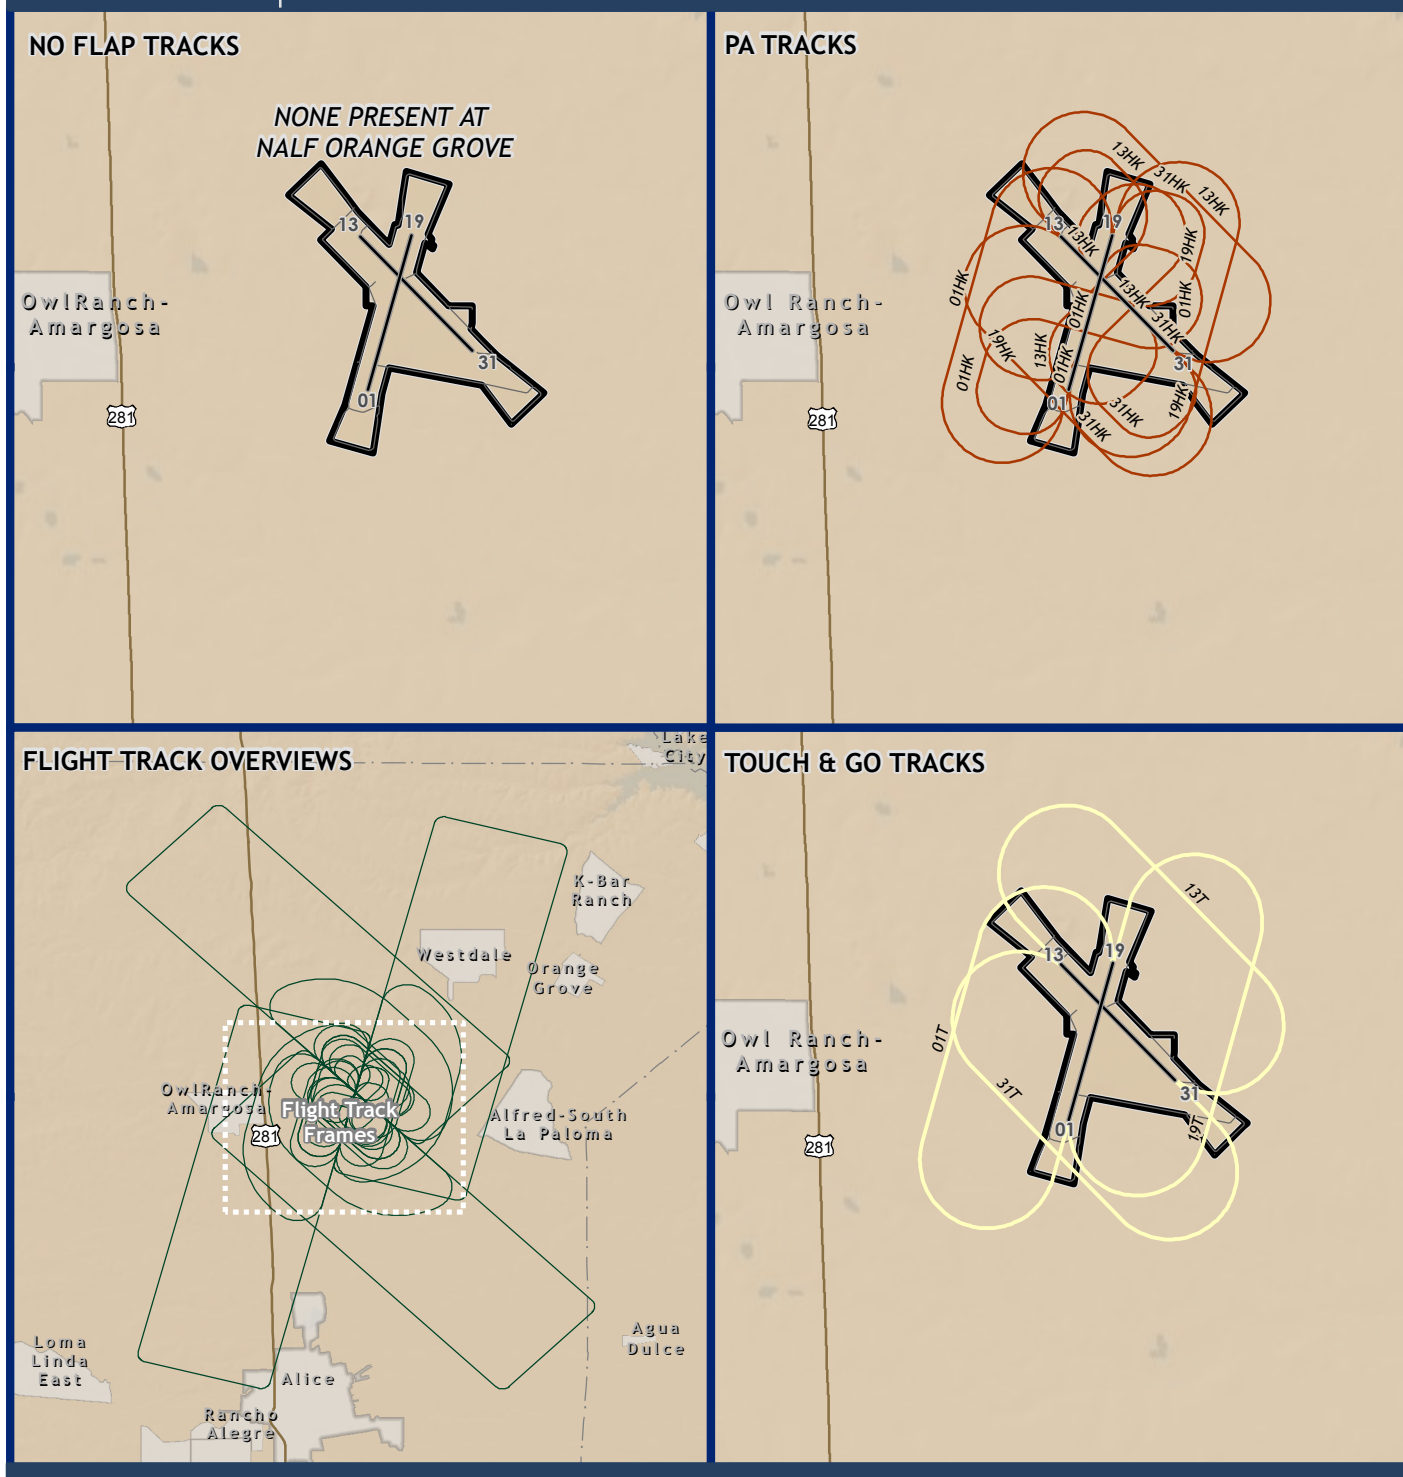 NO FLAP TRACKS
NONE PRESENT AT
NALF ORANGE GROVE
13
19
OwlRanch-
Amargosa
31
01
281
PA TRACKS
13HK
31HK
13HK
13
19
13HK
19HK
01HK
13HK
01HK
01HK
Owl Ranch-
Amargosa
31HK
19HK
13HK
01HK
31
01HK
19HK
01
31HK
31HK
281
FLIGHT TRACK OVERVIEWS
Lake
City
K-Bar
Ranch
Westdale
Orange
Grove
OwlRanch-
Amargosa
Flight Track
Frames
281
Alfred-South
La Paloma
Loma
Linda
East
Agua
Dulce
Alice
Rancho
Alegre
TOUCH & GO TRACKS
13T
13
19
01T
Owl Ranch-
Amargosa
31T
31
01
19T
281